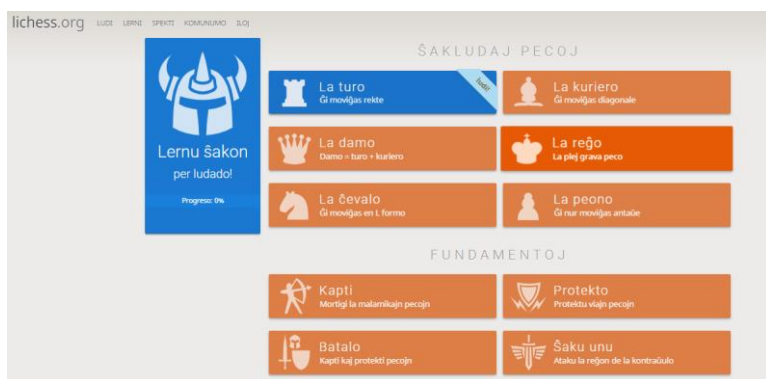 lichess.org LUDI LERNI SPEKTI KOMUNUMO ILOJ
ŜAKLUDAJ PECOJ
Lernu ŝakon
per ludado!
Progreso: 0%
La turo
Ĝi moviĝas rekte
ludi!
La kuriero
Ĝi moviĝas diagonale
La damo
Damo = turo + kuriero
La reĝo
La plej grava peco
La ĉevalo
Ĝi moviĝas en L formo
La peono
Ĝi nur moviĝas antaŭe
FUNDAMENTOJ
Kapti
Mortigi la malamikajn pecojn
Protekto
Protektu viajn pecojn
Batalo
Kapti kaj protekti pecojn
Ŝaku unu
Ataku la reĝon de la kontraŭulo